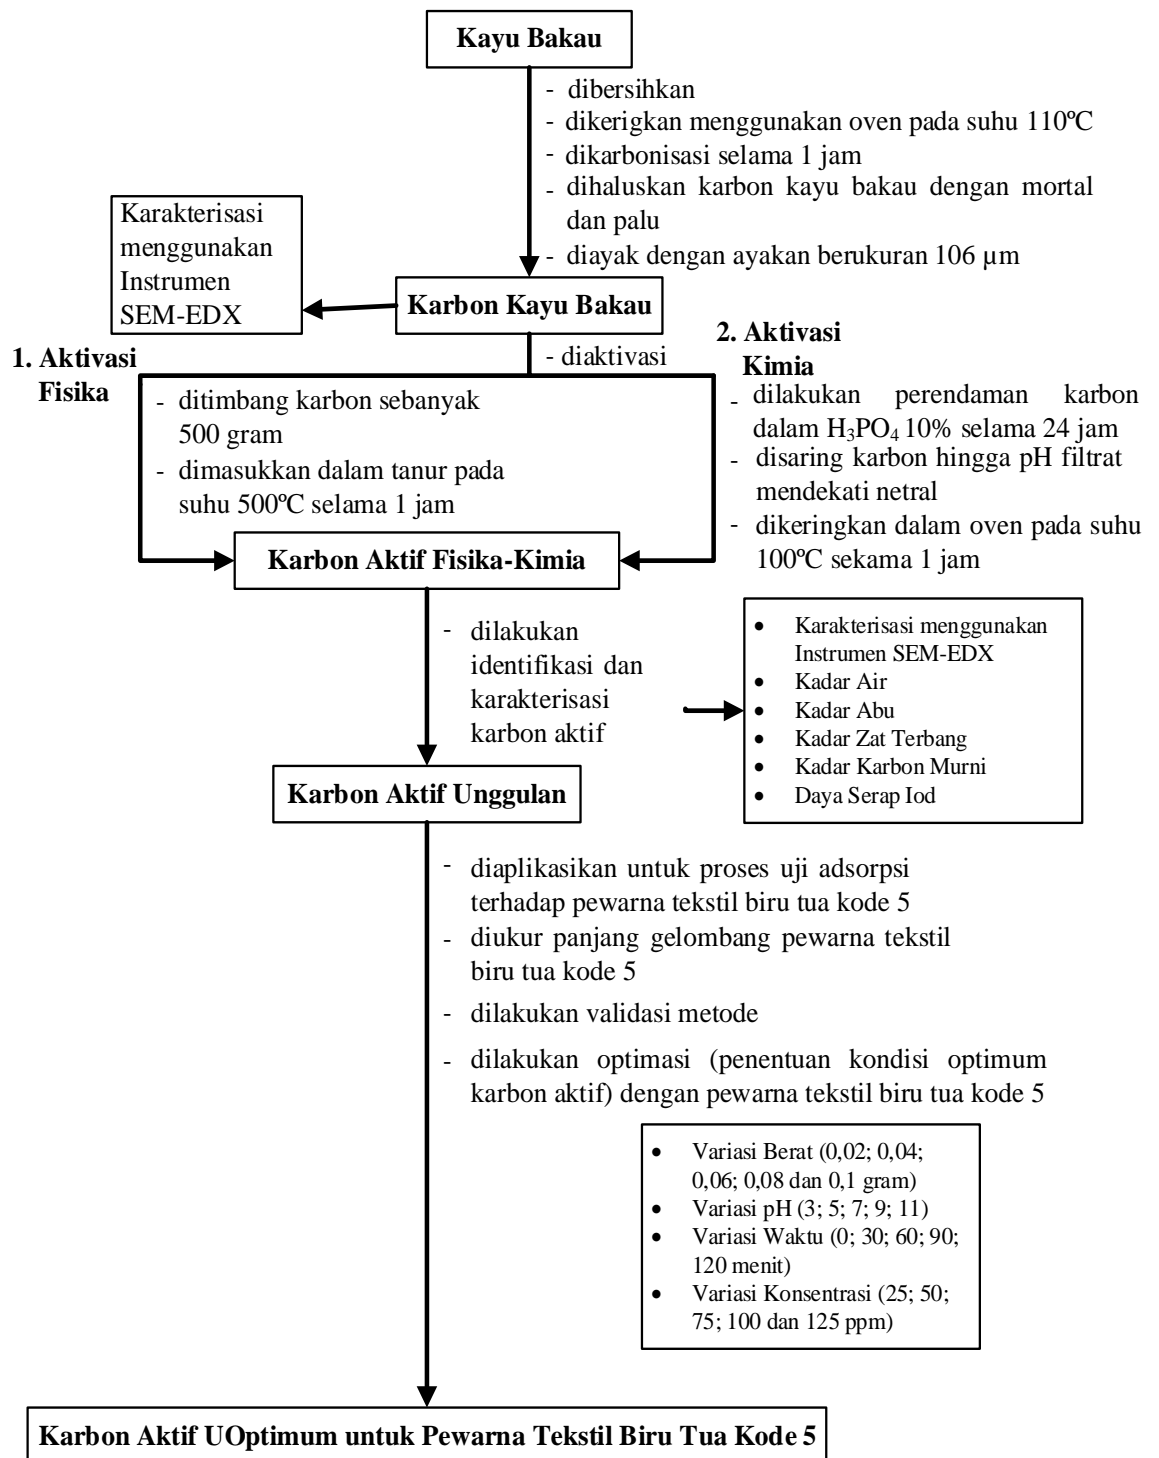 Kayu Bakau
- dibersihkan
- dikerigkan menggunakan oven pada suhu 110ºC
- dikarbonisasi selama 1 jam
- dihaluskan karbon kayu bakau dengan mortal
dan palu
- diayak dengan ayakan berukuran 106 µm
Karakterisasi
menggunakan
Instrumen
SEM-EDX
Karbon Kayu Bakau
- diaktivasi
1. Aktivasi
Fisika
- ditimbang karbon sebanyak
500 gram
- dimasukkan dalam tanur pada
suhu 500ºC selama 1 jam
2. Aktivasi
Kimia
- dilakukan perendaman karbon
dalam H₃PO₄ 10% selama 24 jam
- disaring karbon hingga pH filtrat
mendekati netral
- dikeringkan dalam oven pada suhu
100ºC sekama 1 jam
Karbon Aktif Fisika-Kimia
- dilakukan
identifikasi dan
karakterisasi
karbon aktif
• Karakterisasi menggunakan
Instrumen SEM-EDX
• Kadar Air
• Kadar Abu
• Kadar Zat Terbang
• Kadar Karbon Murni
• Daya Serap Iod
Karbon Aktif Unggulan
- diaplikasikan untuk proses uji adsorpsi
terhadap pewarna tekstil biru tua kode 5
- diukur panjang gelombang pewarna tekstil
biru tua kode 5
- dilakukan validasi metode
- dilakukan optimasi (penentuan kondisi optimum
karbon aktif) dengan pewarna tekstil biru tua kode 5
• Variasi Berat (0,02; 0,04;
0,06; 0,08 dan 0,1 gram)
• Variasi pH (3; 5; 7; 9; 11)
• Variasi Waktu (0; 30; 60; 90;
120 menit)
• Variasi Konsentrasi (25; 50;
75; 100 dan 125 ppm)
Karbon Aktif UOptimum untuk Pewarna Tekstil Biru Tua Kode 5